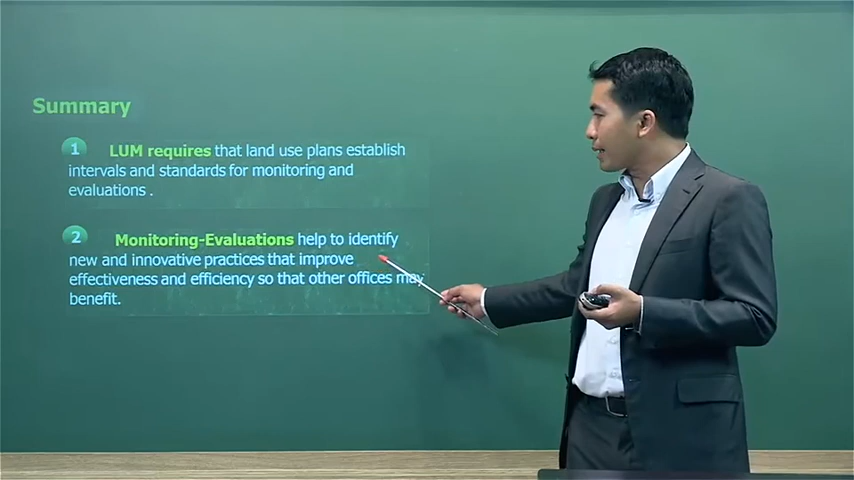 Summary
1 LUM requires that land use plans establish
intervals and standards for monitoring and
evaluations .
2 Monitoring-Evaluations help to identify
new and innovative practices that improve
effectiveness and efficiency so that other offices may
benefit.